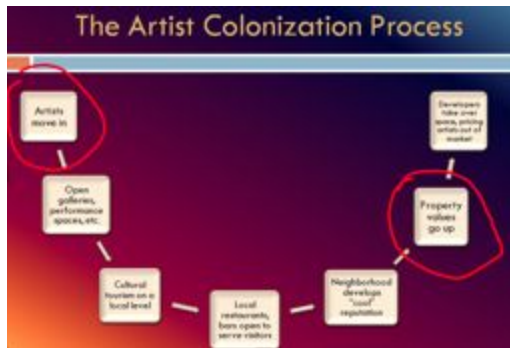 The Artist Colonization Process
Artists
move in
Open
galleries,
performance
spaces, etc.
Cultural
tourism on a
local level
Local
restaurants,
bars open to
serve visitors
Neighborhood
develops
"cool"
reputation
Property
values
go up
Developers
take over
space, pricing
artists out of
market